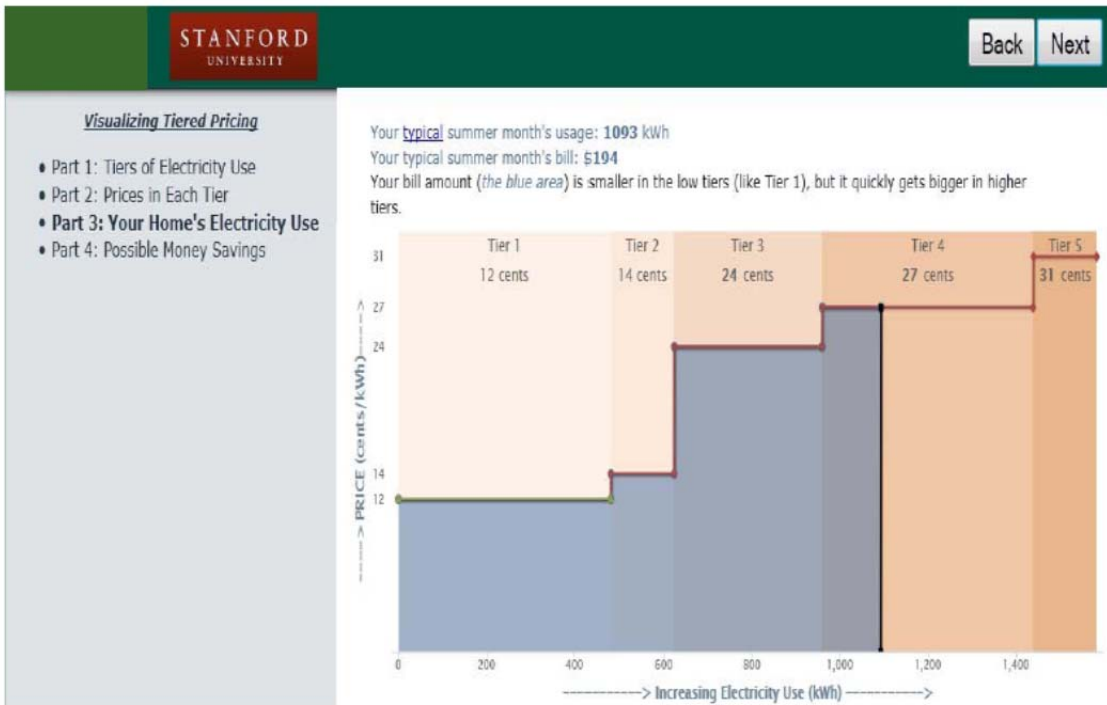 STANFORD
UNIVERSITY
Back Next
Visualizing Tiered Pricing
• Part 1: Tiers of Electricity Use
• Part 2: Prices in Each Tier
• Part 3: Your Home's Electricity Use
• Part 4: Possible Money Savings
Your typical summer month's usage: 1093 kWh
Your typical summer month's bill: $194
Your bill amount (the blue area) is smaller in the low tiers (like Tier 1), but it quickly gets bigger in higher
tiers.
Tier 1 Tier 2 Tier 3 Tier 4 Tier 5
12 cents 14 cents 24 cents 27 cents 31 cents
31
27
24
14
12
-----> PRICE (cents/kWh)----->
0 200 400 600 800 1,000 1,200 1,400
-----------> Increasing Electricity Use (kWh) ----------->